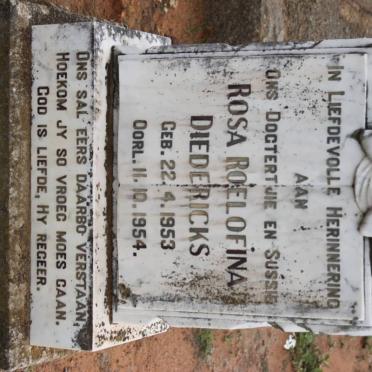 IN LIEFDEVOLLE HERINNERING
AAN
ONS DOGTERTJIE EN SUSSIE
ROSA ROELOFINA
DIEDERICKS
GEB. 22.4.1953
OORL. 11.10.1954.
ONS SAL EERS DAARBO VERSTAAN,
HOEKOM JY SO VROEG MOES GAAN.
GOD IS LIEFDE, HY REGEER.